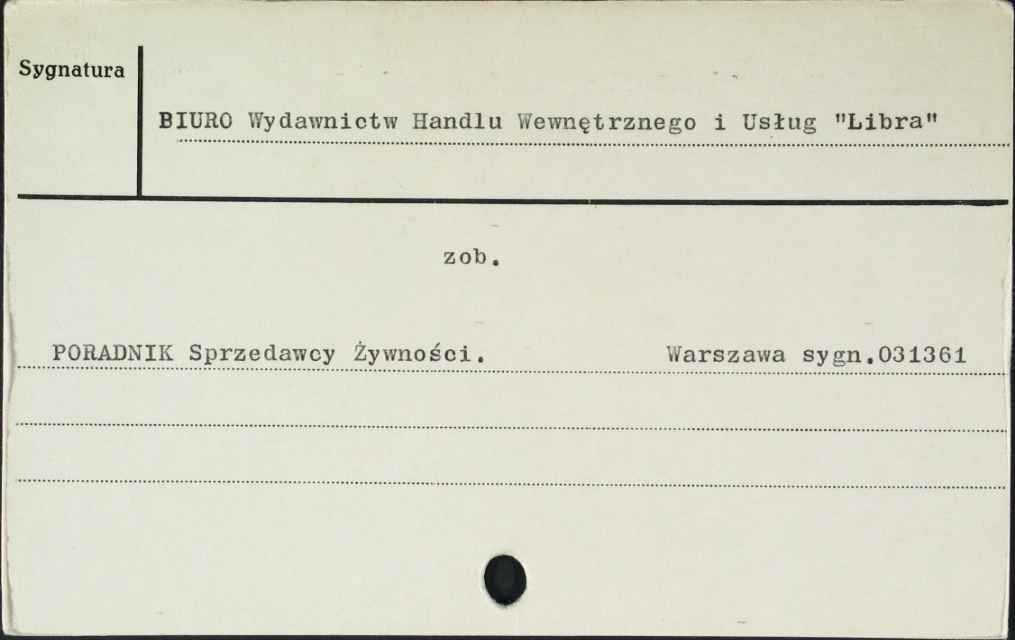 Sygnatura
BIURO Wydawnictw Handlu Wewnętrznego i Usług "Libra"
zob.
PORADNIK Sprzedawcy Żywności. Warszawa sygn.031361